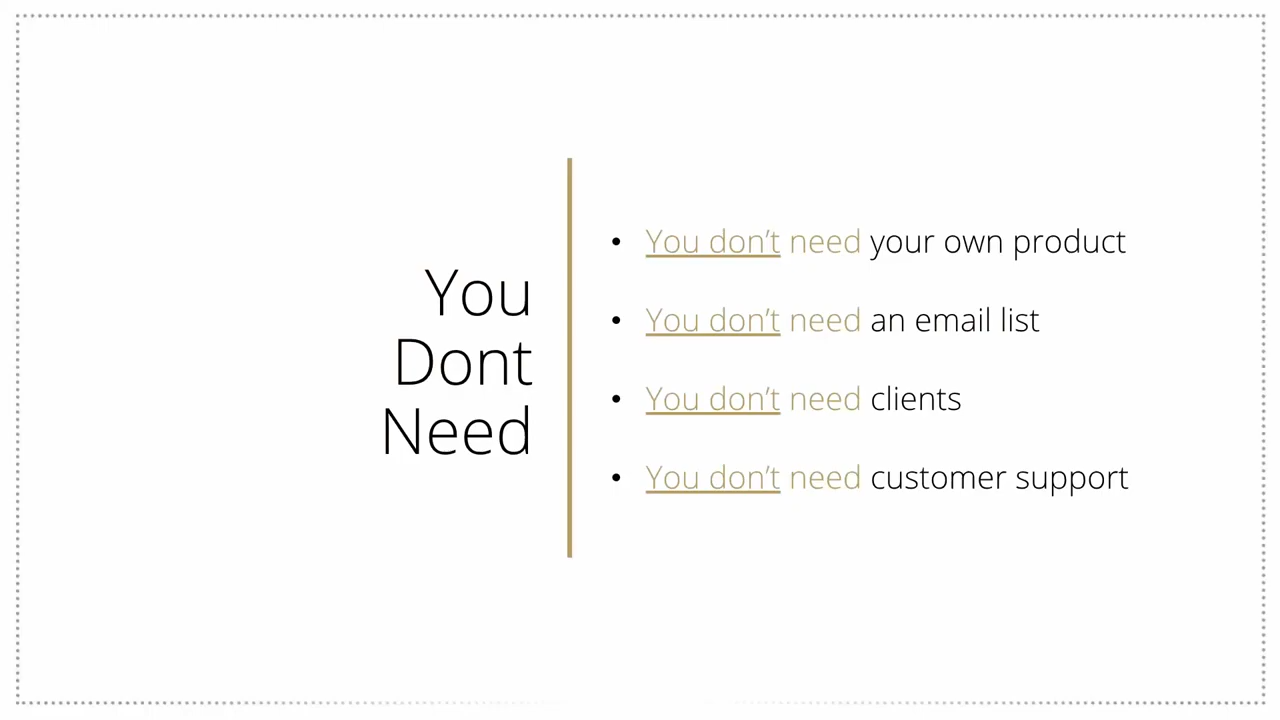 You
Dont
Need
• You don't need your own product
• You don't need an email list
• You don't need clients
• You don't need customer support